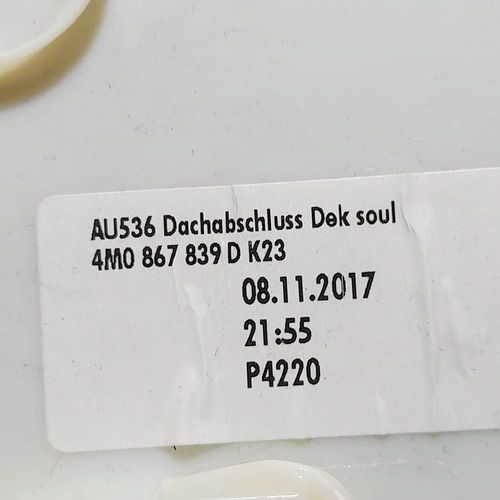 AU536 Dachabschluss Dek soul
4M0 867 839 D K23
08.11.2017
21:55
P4220